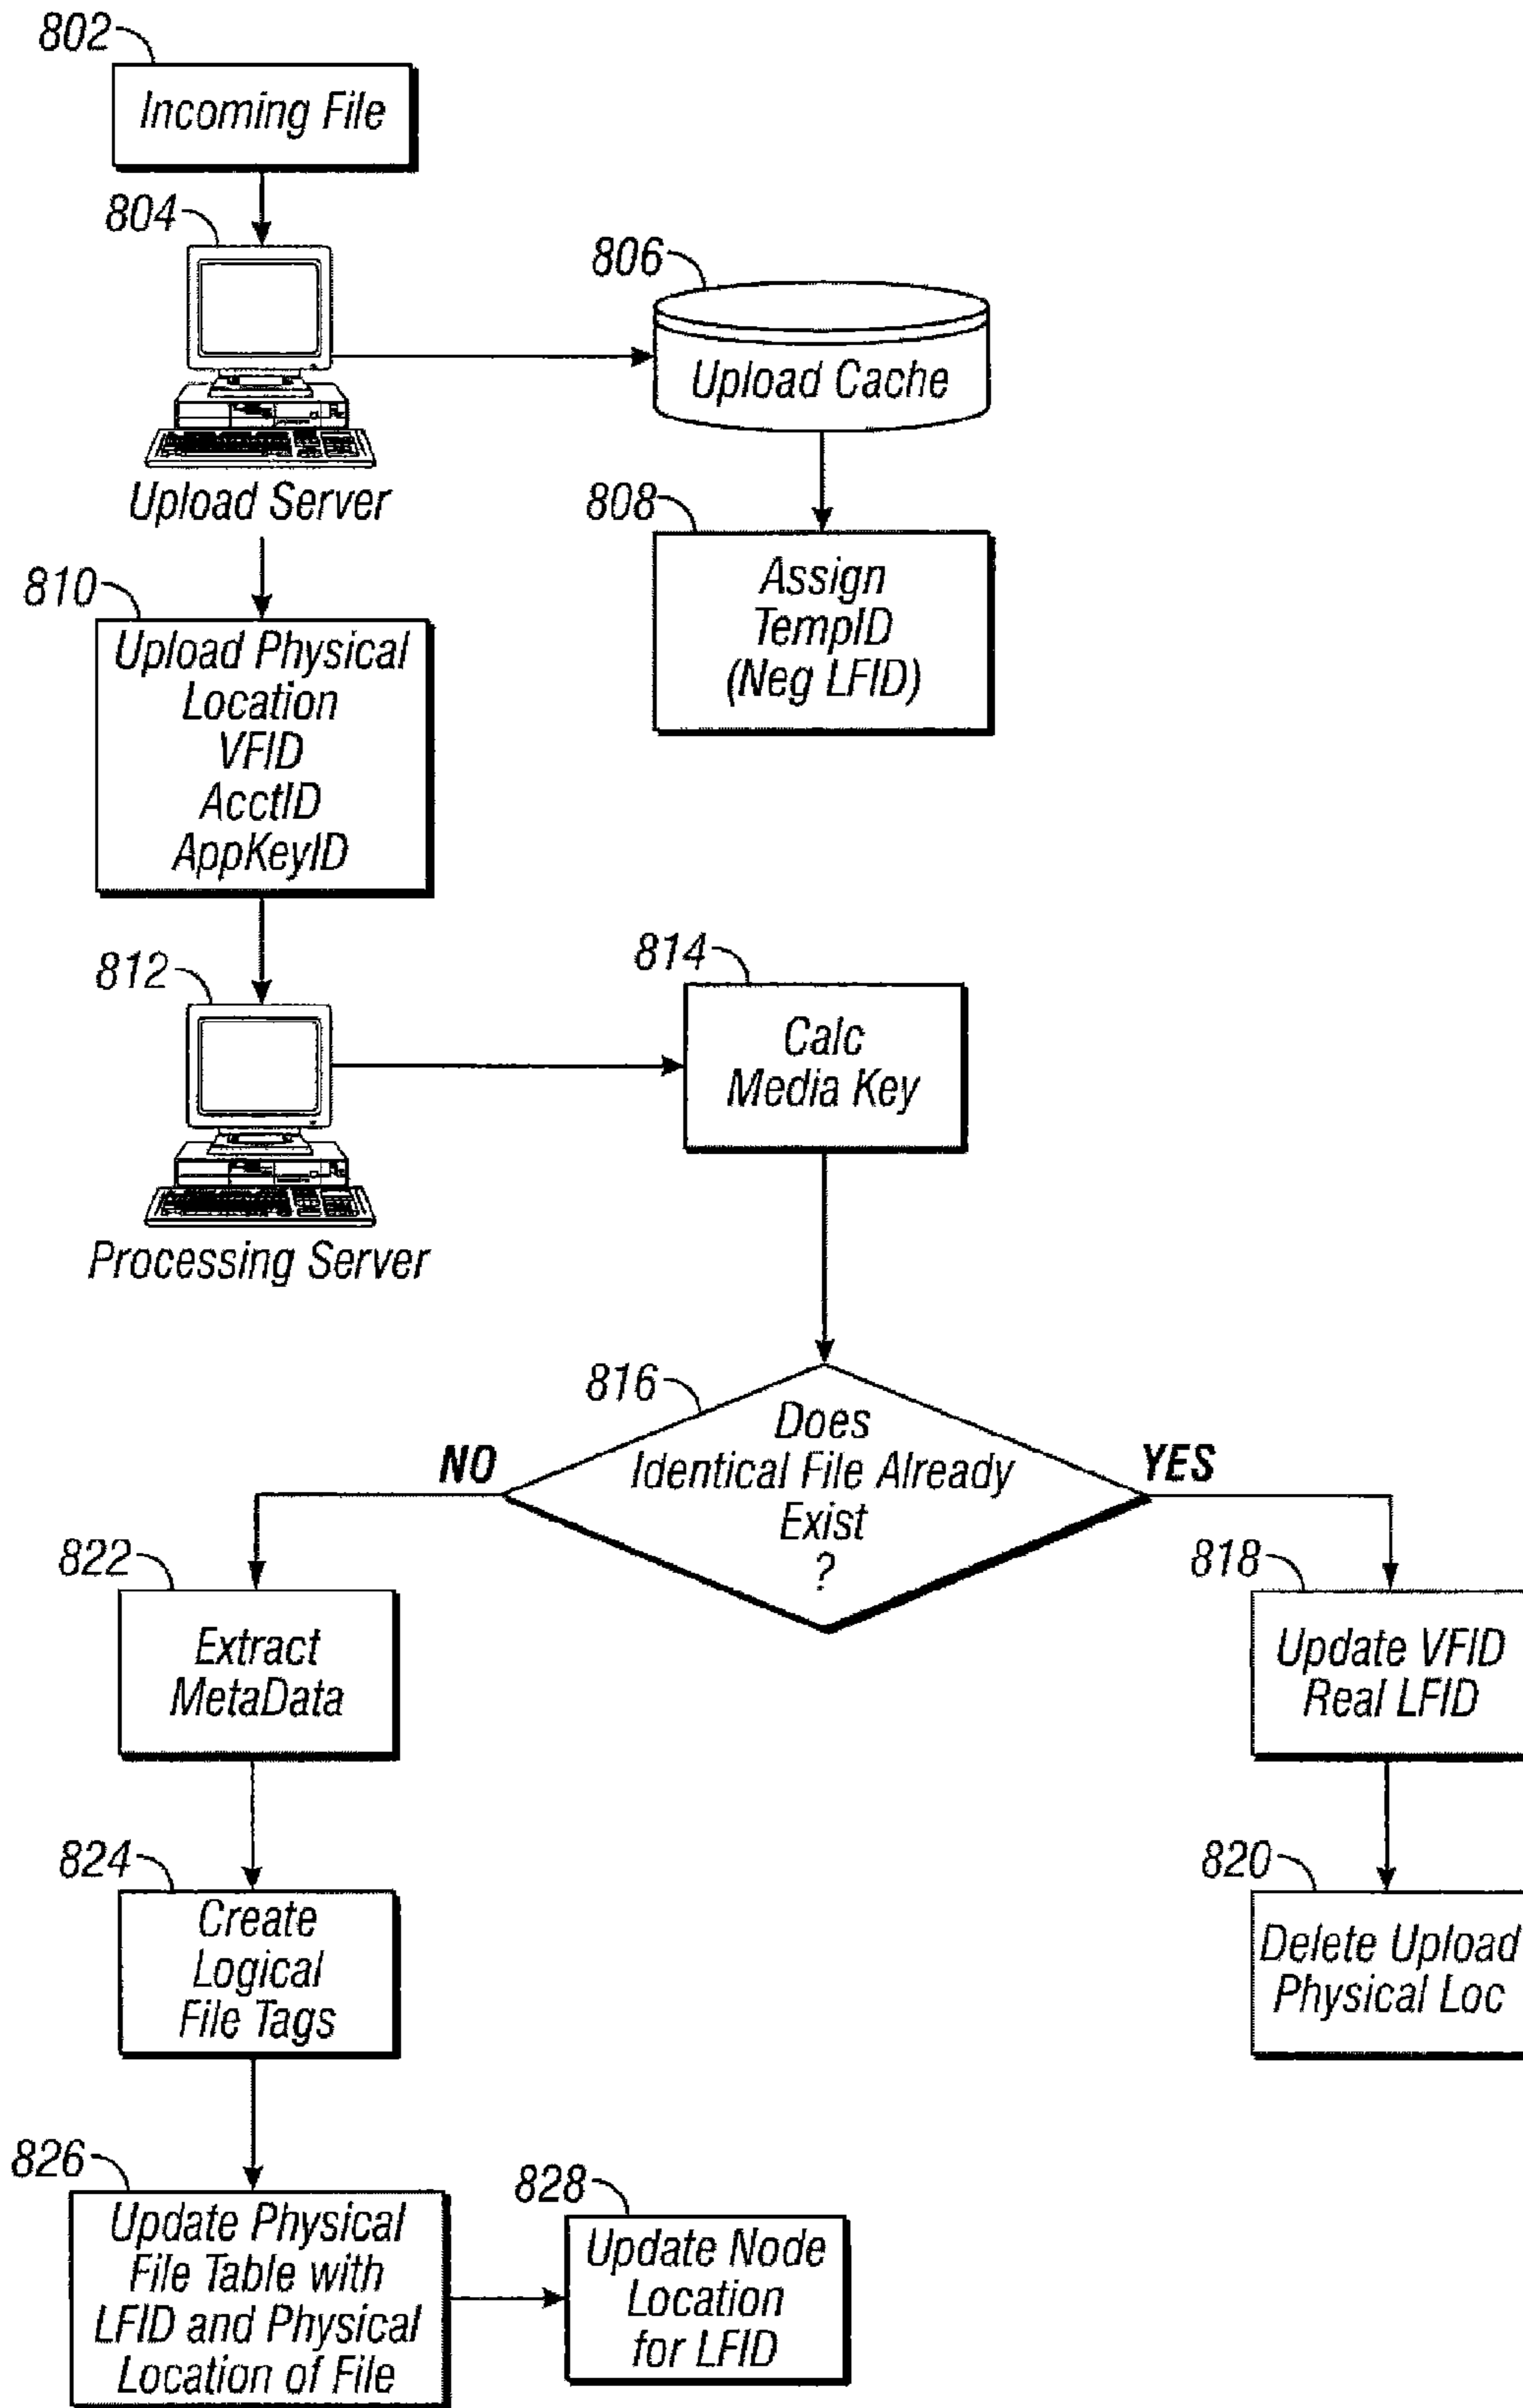 802
Incoming File
804
Upload Server
806
Upload Cache
808
Assign
TempID
(Neg LFID)
810
Upload Physical
Location
VFID
AcctID
AppKeyID
812
Processing Server
814
Calc
Media Key
816
Does
Identical File Already
Exist
?
NO
YES
818
Update VFID
Real LFID
820
Delete Upload
Physical Loc
822
Extract
MetaData
824
Create
Logical
File Tags
826
Update Physical
File Table with
LFID and Physical
Location of File
828
Update Node
Location
for LFID